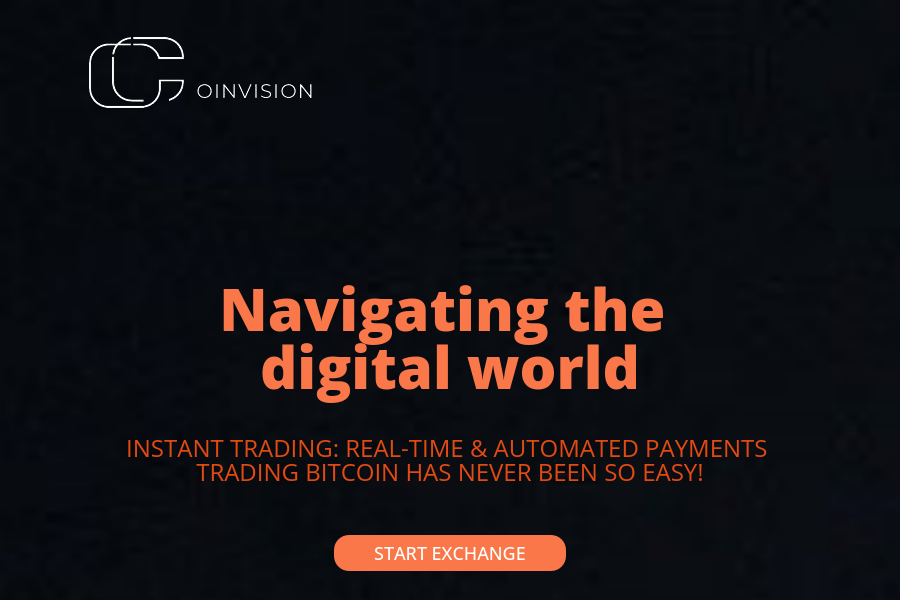 COINVISION
Navigating the
digital world
INSTANT TRADING: REAL-TIME & AUTOMATED PAYMENTS
TRADING BITCOIN HAS NEVER BEEN SO EASY!
START EXCHANGE